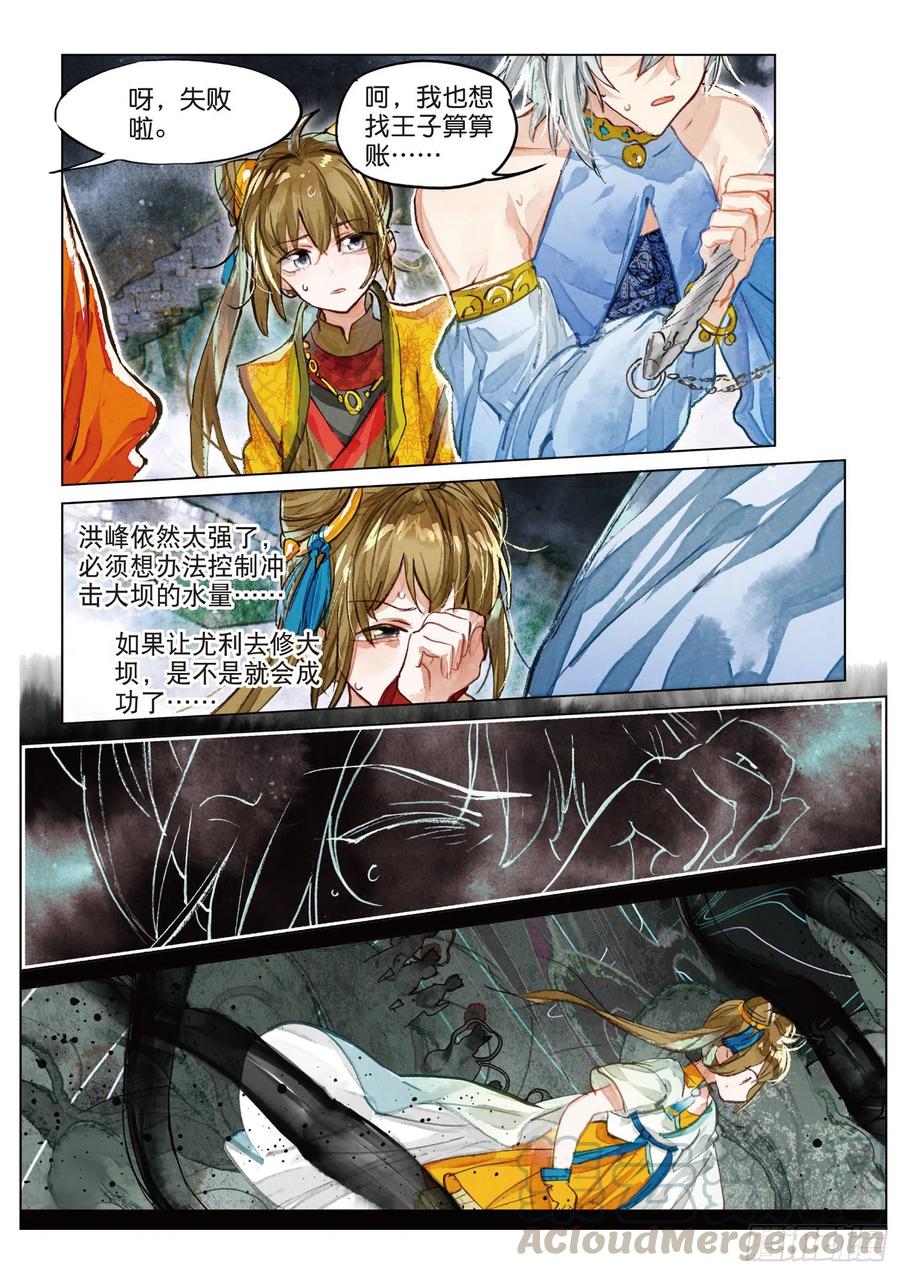 呀，失败
啦。
呵，我也想
找王子算算
账……
洪峰依然太强了，
必须想办法控制冲
击大坝的水量……
如果让尤利去修大
坝，是不是就会成
功了……
AcloudMerge.com